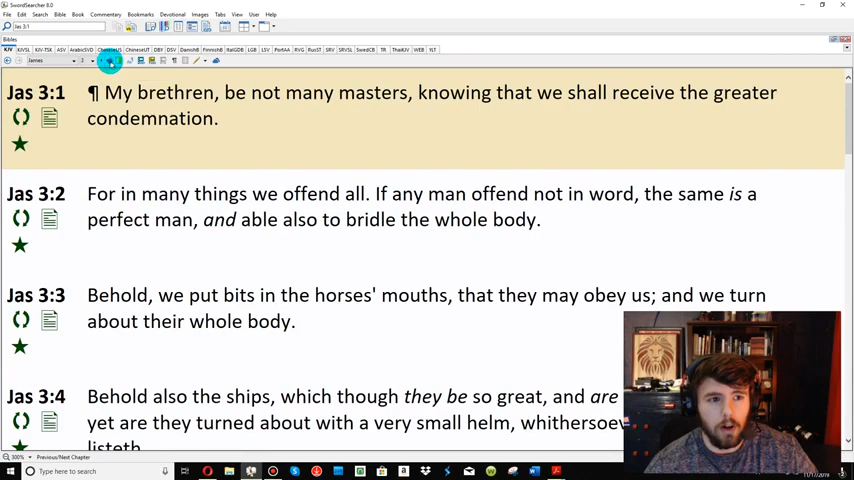 SwordSearcher 8.0
File Edit Search Bible Book Commentary Bookmarks Devotional Images Tabs View Help
Jas 3:1
Bibles
KJV KJVSL KJV-TSK ASV ArabicSVD ChineseUS ChineseUT DBY DSV DanishB FinnishB RalGDB LGB LSV PortAA RVG RusST SRV SRVSL SwedCB TR ThaiKJV WEB YLT
James 3
Jas 3:1 ¶ My brethren, be not many masters, knowing that we shall receive the greater
condemnation.
Jas 3:2 For in many things we offend all. If any man offend not in word, the same is a
perfect man, and able also to bridle the whole body.
Jas 3:3 Behold, we put bits in the horses' mouths, that they may obey us; and we turn
about their whole body.
Jas 3:4 Behold also the ships, which though they be so great, and are
yet are they turned about with a very small helm, whithersoev
listeth
300% Previous/Next Chapter
Type here to search
11/17/2019